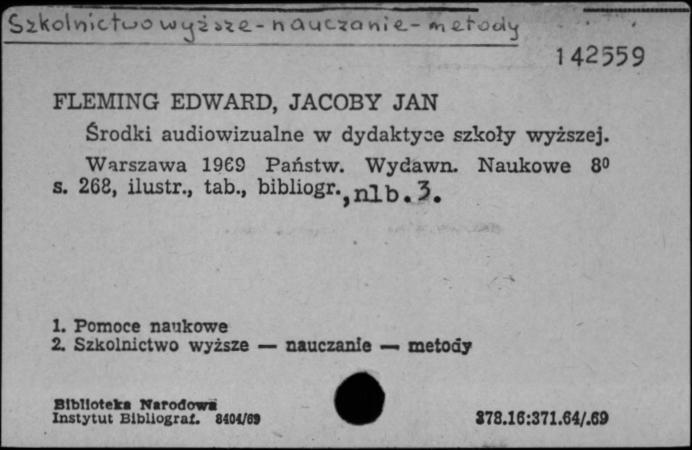 Szkolnictwo wyższe - nauczanie - metody
142559
FLEMING EDWARD, JACOBY JAN
Środki audiowizualne w dydaktyce szkoły wyższej.
Warszawa 1969 Państw. Wydawn. Naukowe 8⁰
s. 268, ilustr., tab., bibliogr., nlb. 3.
1. Pomoce naukowe
2. Szkolnictwo wyższe — nauczanie — metody
Biblioteka Narodowa
Instytut Bibliograf. 8404/69 378.16:371.64/.69